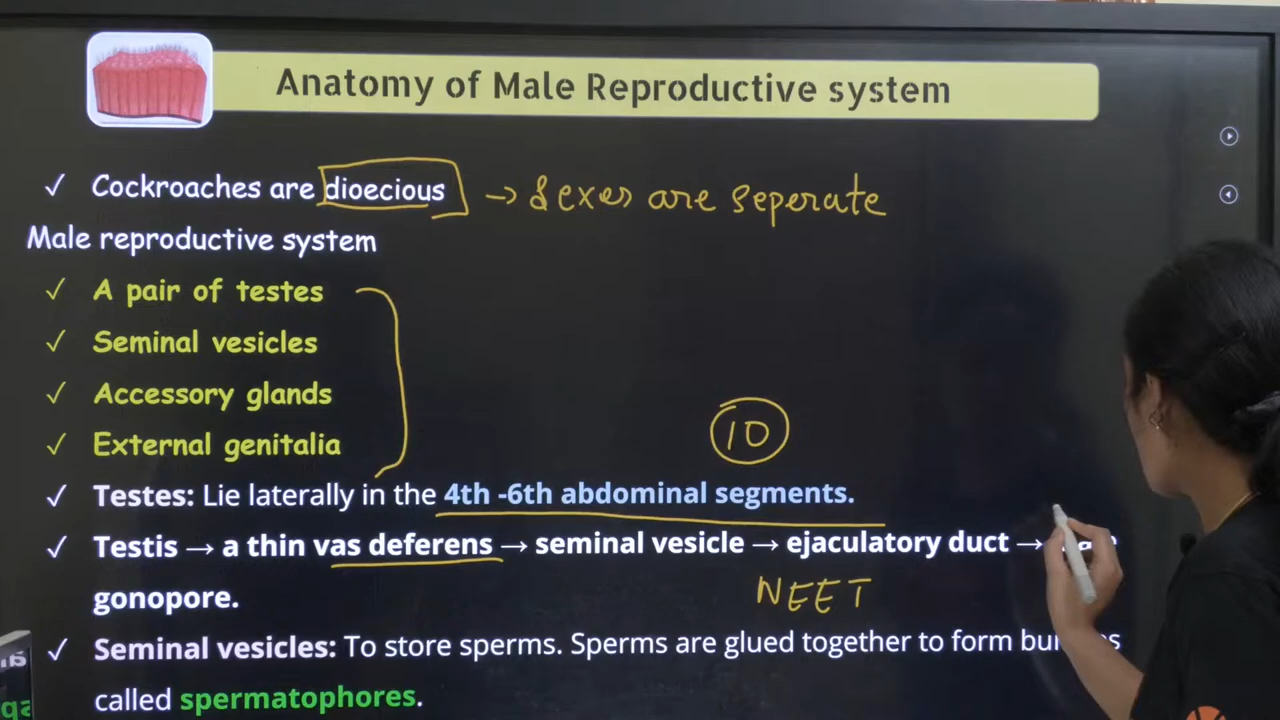 Anatomy of Male Reproductive system
✓ Cockroaches are dioecious → Sexes are seperate
Male reproductive system
✓ A pair of testes
✓ Seminal vesicles
✓ Accessory glands
✓ External genitalia
10
✓ Testes: Lie laterally in the 4th -6th abdominal segments.
✓ Testis → a thin vas deferens → seminal vesicle → ejaculatory duct →
gonopore.
NEET
✓ Seminal vesicles: To store sperms. Sperms are glued together to form
called spermatophores.